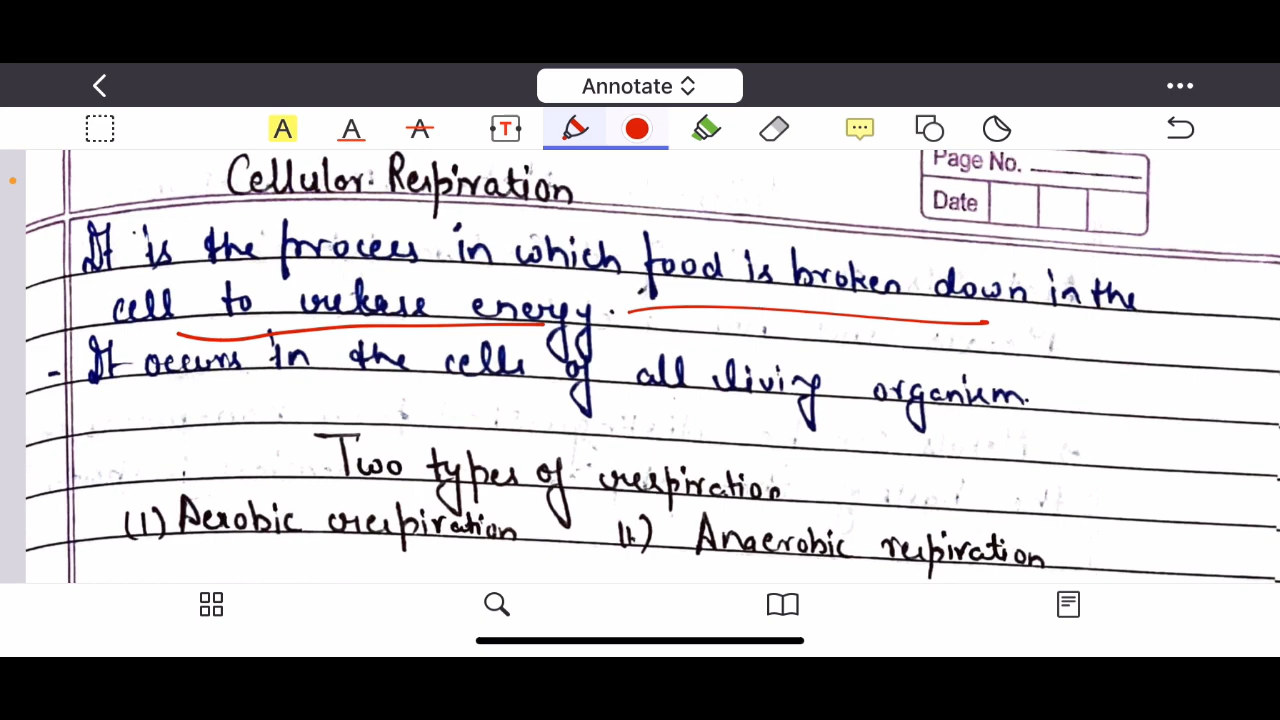 Annotate
A A A T
Cellular Respiration
Page No.
Date
It is the process in which food is broken down in the
cell to release energy.
- It occurs in the cells of all living organism.
Two types of respiration
(I) Aerobic respiration II) Anaerobic respiration